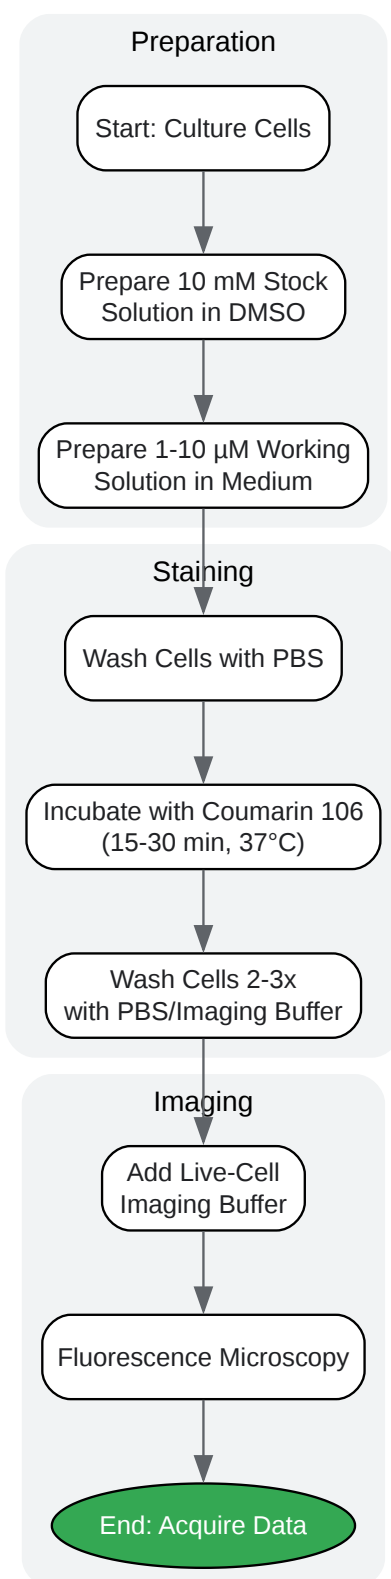 Preparation
Start: Culture Cells
Prepare 10 mM Stock
Solution in DMSO
Prepare 1-10 µM Working
Solution in Medium
Staining
Wash Cells with PBS
Incubate with Coumarin 106
(15-30 min, 37°C)
Wash Cells 2-3x
with PBS/Imaging Buffer
Imaging
Add Live-Cell
Imaging Buffer
Fluorescence Microscopy
End: Acquire Data